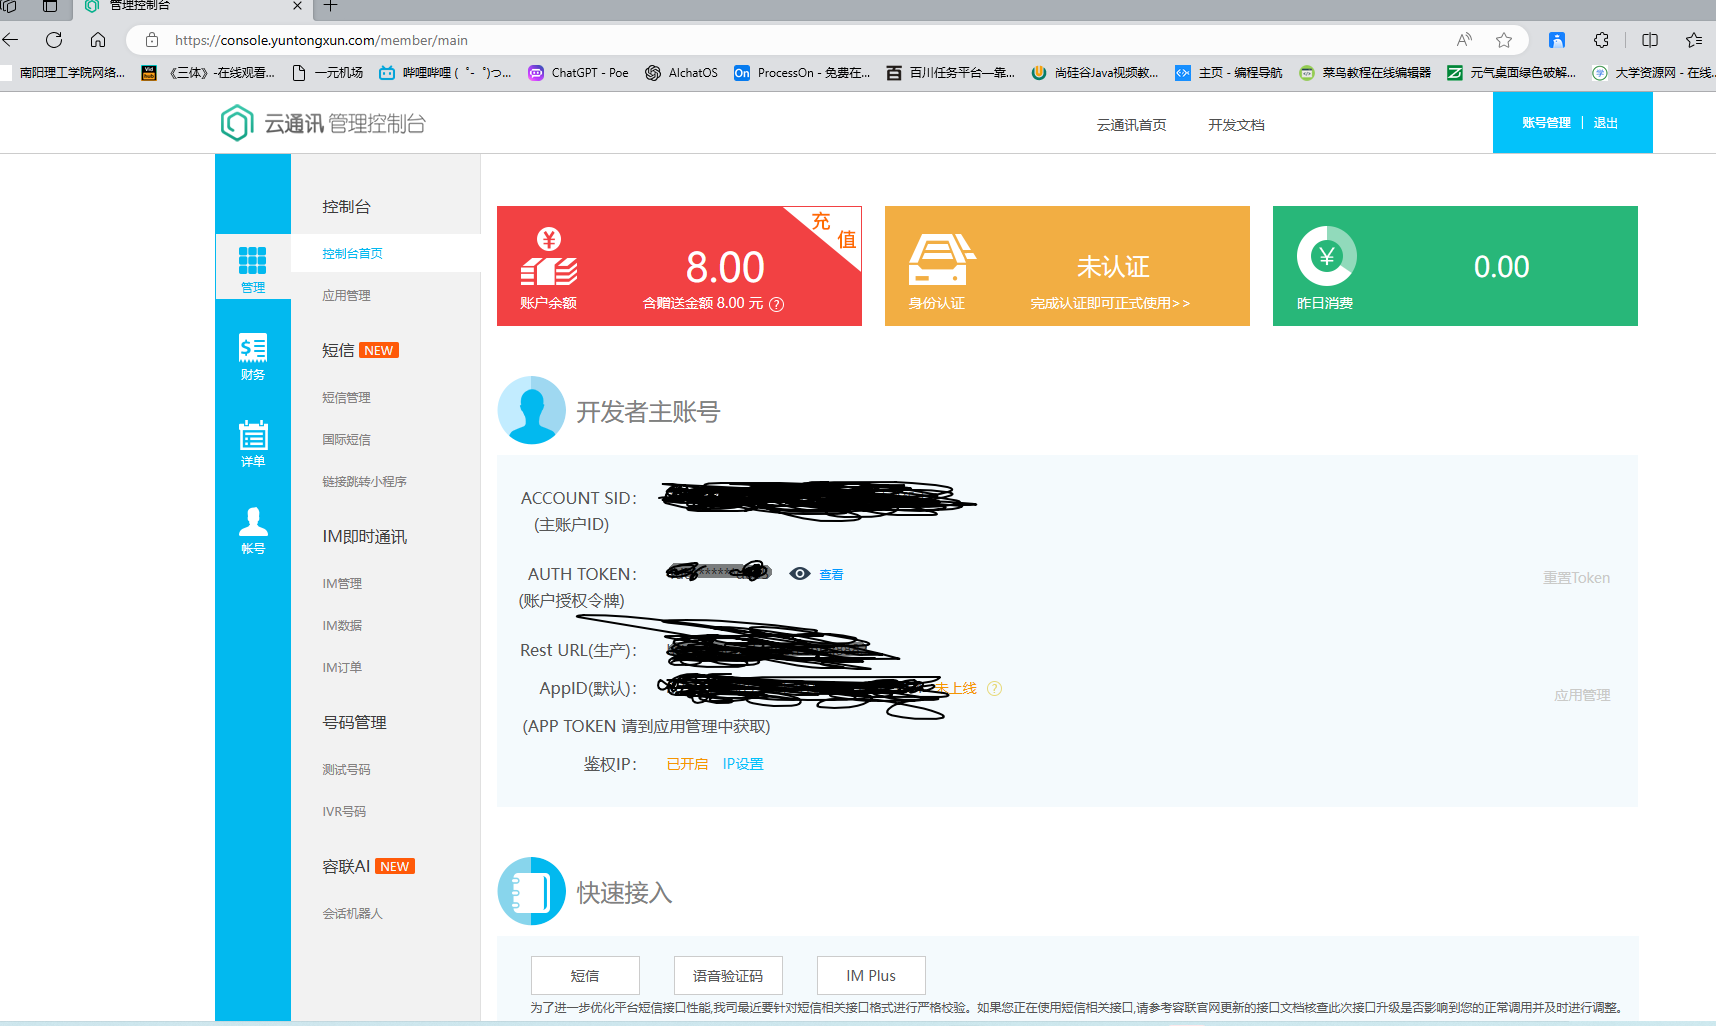 管理控制台
https://console.yuntongxun.com/member/main
南阳理工学院网络... 《三体》-在线观看... 一元机场 哔哩哔哩 ( ゜- ゜)つ... ChatGPT - Poe AIchatOS ProcessOn - 免费在... 百川任务平台—靠... 尚硅谷Java视频教... 主页 - 编程导航 菜鸟教程在线编辑器 元气桌面绿色破解... 大学资源网 - 在线...
云通讯 管理控制台
云通讯首页 开发文档 账号管理 | 退出
管理
财务
详单
帐号
控制台
控制台首页
应用管理
短信 NEW
短信管理
国际短信
链接跳转小程序
IM即时通讯
IM管理
IM数据
IM订单
号码管理
测试号码
IVR号码
容联AI NEW
会话机器人
充值
8.00
账户余额 含赠送金额 8.00 元 ?
未认证
身份认证 完成认证即可正式使用>>
0.00
昨日消费
开发者主账号
ACCOUNT SID：
(主账户ID)
AUTH TOKEN： 查看 重置Token
(账户授权令牌)
Rest URL(生产)：
AppID(默认)： 未上线 ? 应用管理
(APP TOKEN 请到应用管理中获取)
鉴权IP： 已开启 IP设置
快速接入
短信 语音验证码 IM Plus
为了进一步优化平台短信接口性能,我司最近要针对短信相关接口格式进行严格校验。如果您正在使用短信相关接口,请参考容联官网更新的接口文档核查此次接口升级是否影响到您的正常调用并及时进行调整。